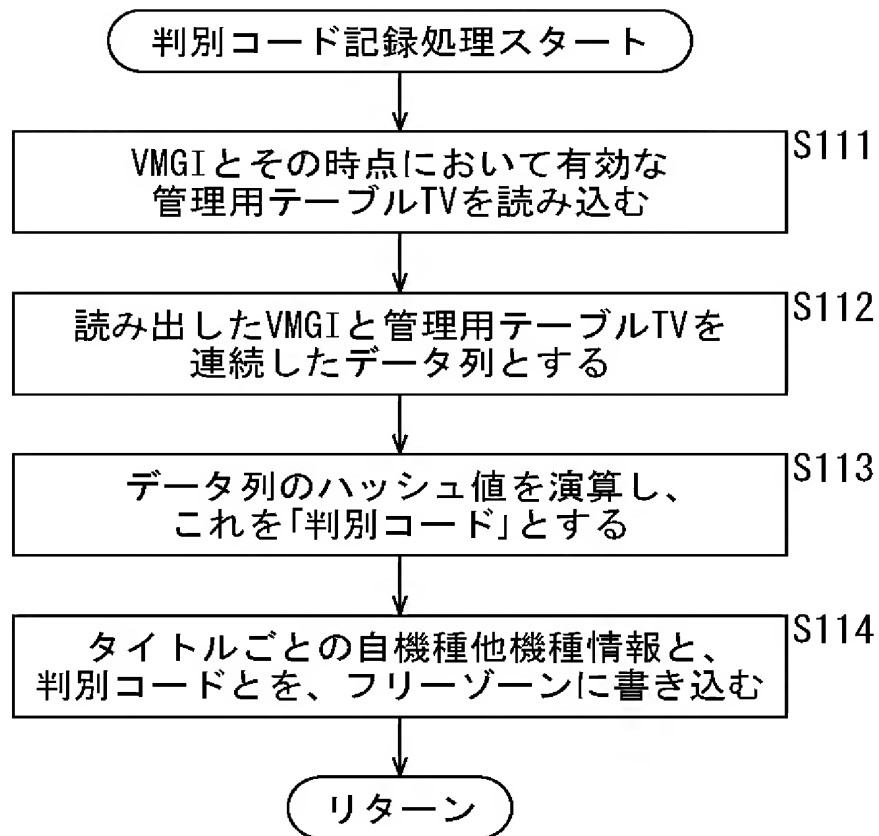 判別コード記録処理スタート
S111
VMGIとその時点において有効な
管理用テーブルTVを読み込む
S112
読み出したVMGIと管理用テーブルTVを
連続したデータ列とする
S113
データ列のハッシュ値を演算し、
これを｢判別コード｣とする
S114
タイトルごとの自機種他機種情報と、
判別コードとを、フリーゾーンに書き込む
リターン